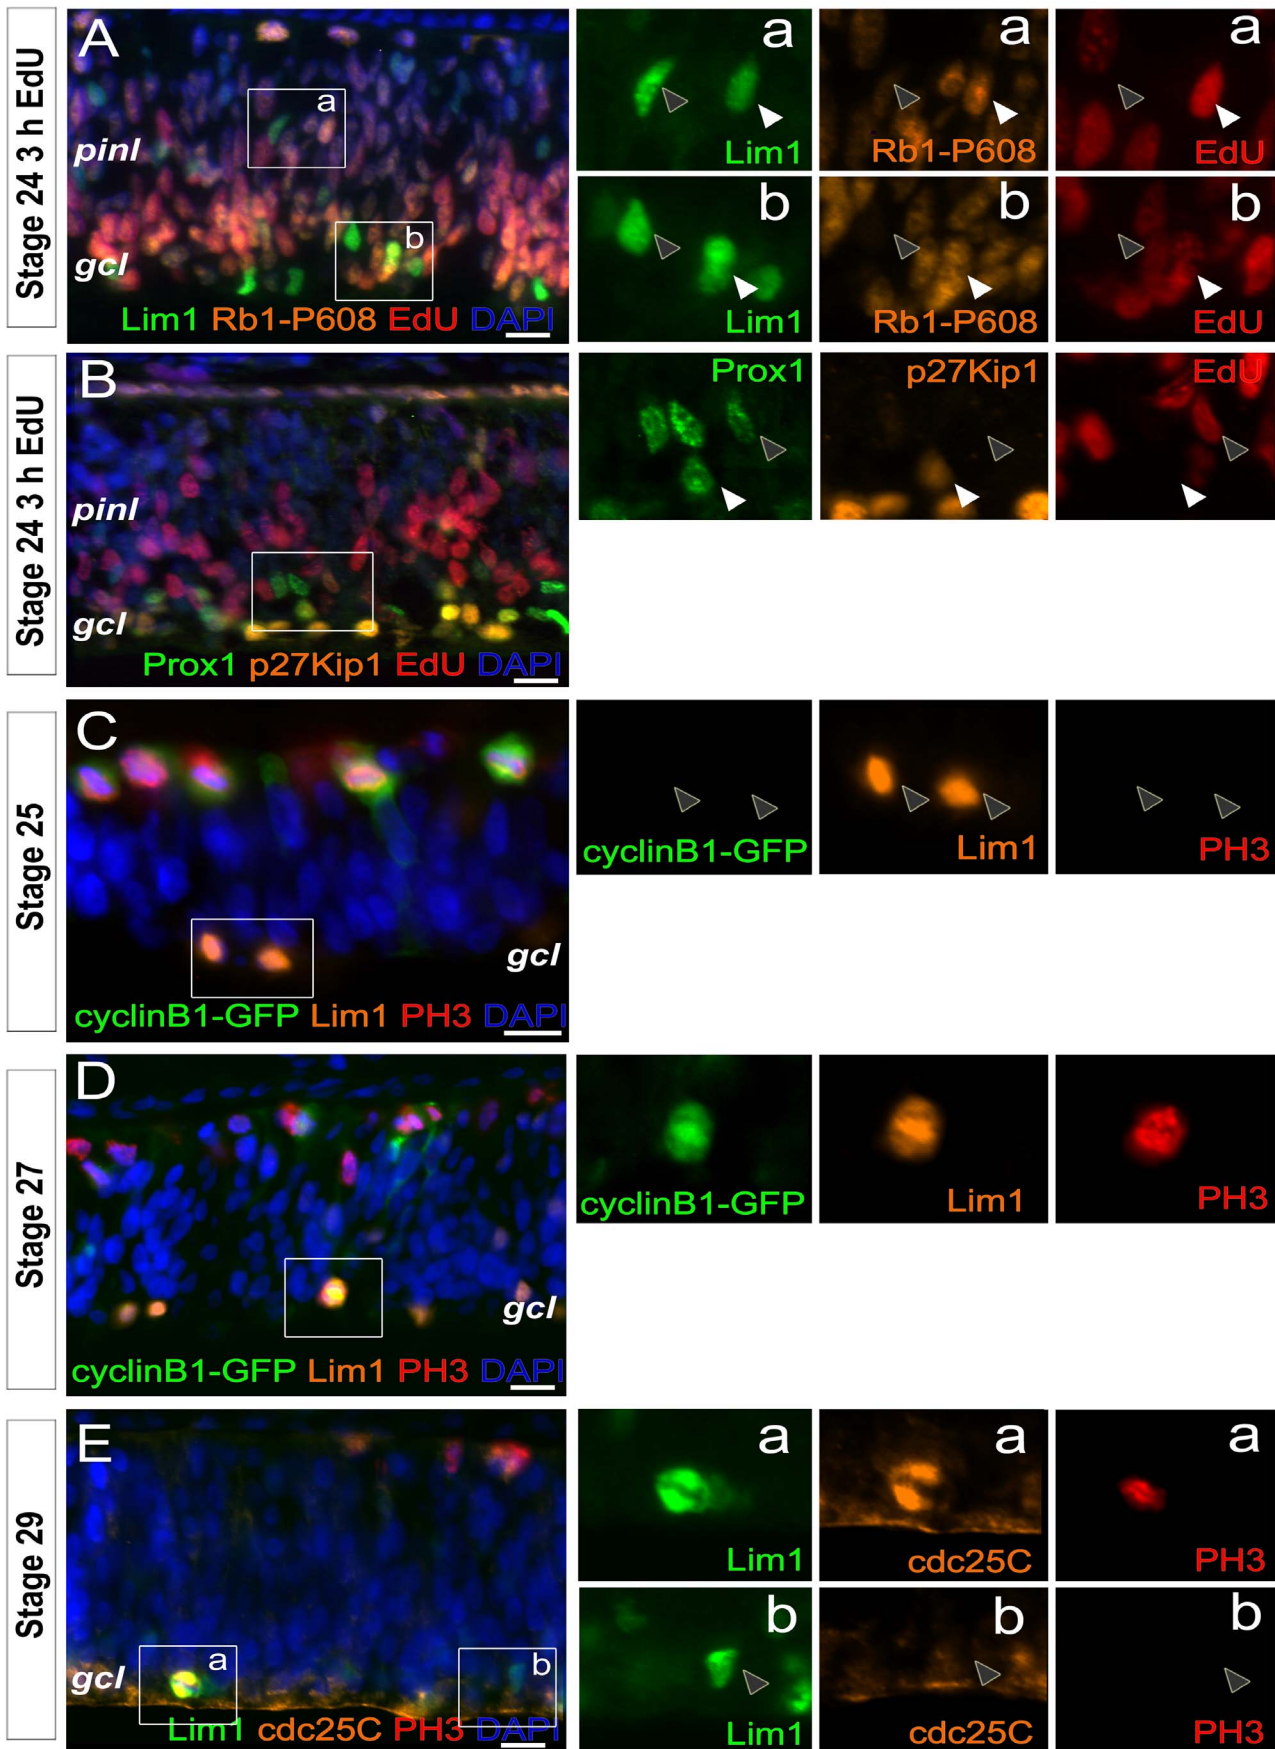 Stage 24 3 h EdU
A
a
pinl
b
gcl
Lim1 Rb1-P608 EdU DAPI
a
Lim1
a
Rb1-P608
a
EdU
b
Lim1
b
Rb1-P608
b
EdU
Stage 24 3 h EdU
B
pinl
gcl
Prox1 p27Kip1 EdU DAPI
Prox1
p27Kip1
EdU
Stage 25
C
gcl
cyclinB1-GFP Lim1 PH3 DAPI
cyclinB1-GFP
Lim1
PH3
Stage 27
D
gcl
cyclinB1-GFP Lim1 PH3 DAPI
cyclinB1-GFP
Lim1
PH3
Stage 29
E
gcl
a
b
Lim1 cdc25C PH3 DAPI
a
Lim1
a
cdc25C
a
PH3
b
Lim1
b
cdc25C
b
PH3